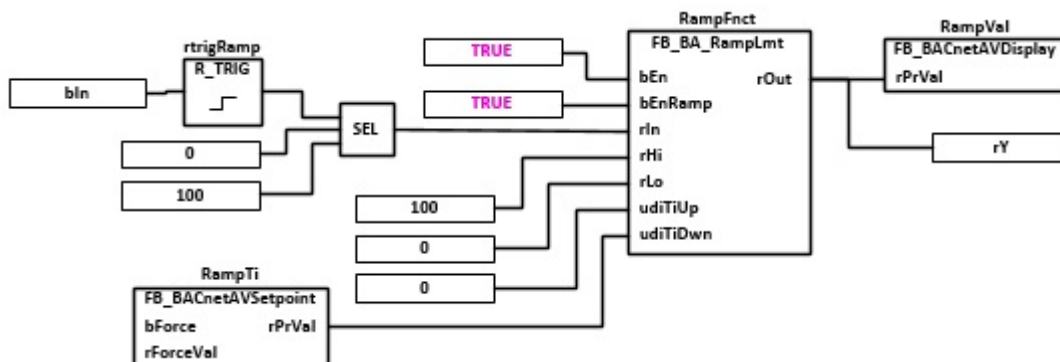 rtrigRamp
R_TRIG
bIn
0
100
SEL
TRUE
TRUE
100
0
0
RampTi
FB_BACnetAVSetpoint
bForce rPrVal
rForceVal
RampFnct
FB_BA_RampLmt
bEn rOut
bEnRamp
rIn
rHi
rLo
udiTiUp
udiTiDwn
RampVal
FB_BACnetAVDisplay
rPrVal
rY